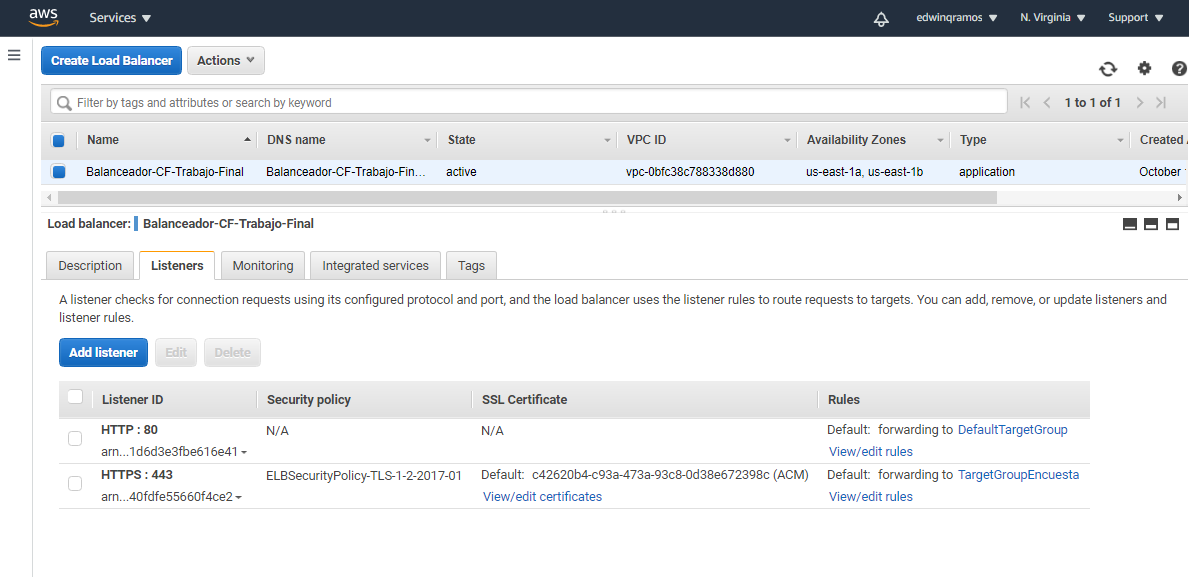 aws Services edwinqramos N. Virginia Support
Create Load Balancer Actions
Filter by tags and attributes or search by keyword 1 to 1 of 1
Name DNS name State VPC ID Availability Zones Type Created
Balanceador-CF-Trabajo-Final Balanceador-CF-Trabajo-Fin... active vpc-0bfc38c788338d880 us-east-1a, us-east-1b application October
Load balancer: Balanceador-CF-Trabajo-Final
Description Listeners Monitoring Integrated services Tags
A listener checks for connection requests using its configured protocol and port, and the load balancer uses the listener rules to route requests to targets. You can add, remove, or update listeners and
listener rules.
Add listener Edit Delete
Listener ID Security policy SSL Certificate Rules
HTTP : 80 N/A N/A Default: forwarding to DefaultTargetGroup
arn...1d6d3e3fbe616e41 View/edit rules
HTTPS : 443 ELBSecurityPolicy-TLS-1-2-2017-01 Default: c42620b4-c93a-473a-93c8-0d38e672398c (ACM) Default: forwarding to TargetGroupEncuesta
arn...40fdfe55660f4ce2 View/edit certificates View/edit rules